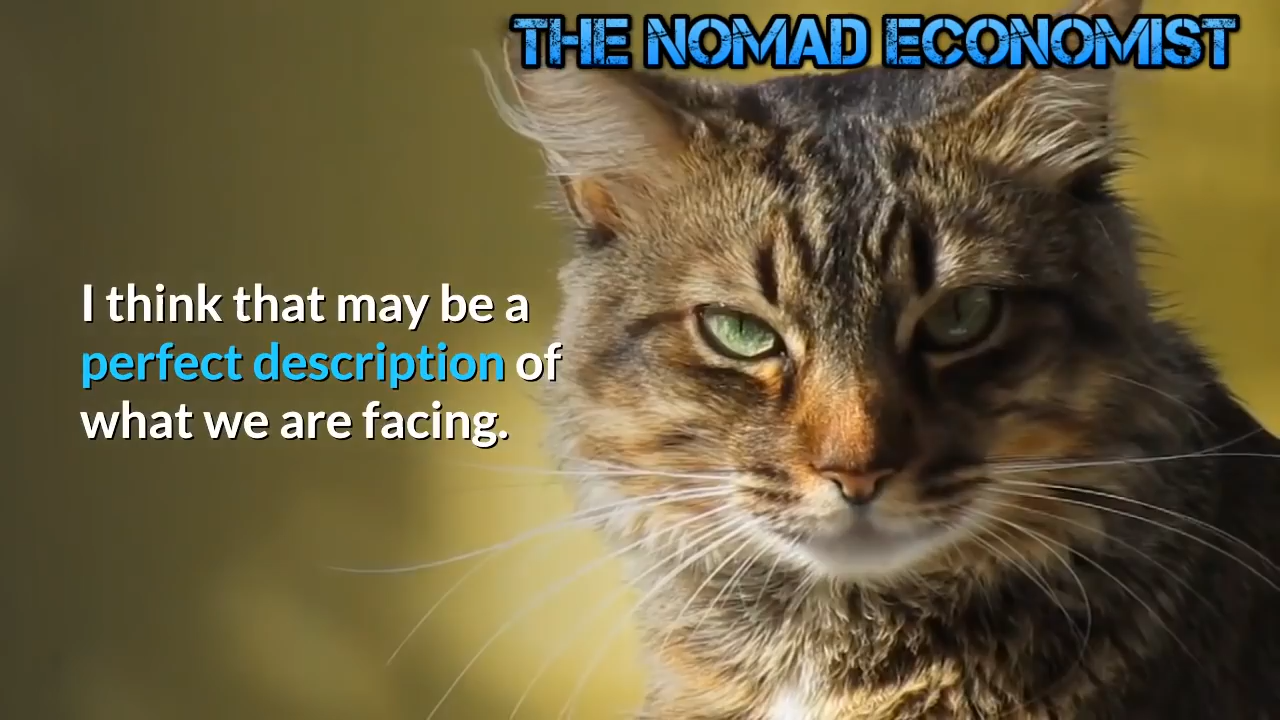 THE NOMAD ECONOMIST
I think that may be a
perfect description of
what we are facing.